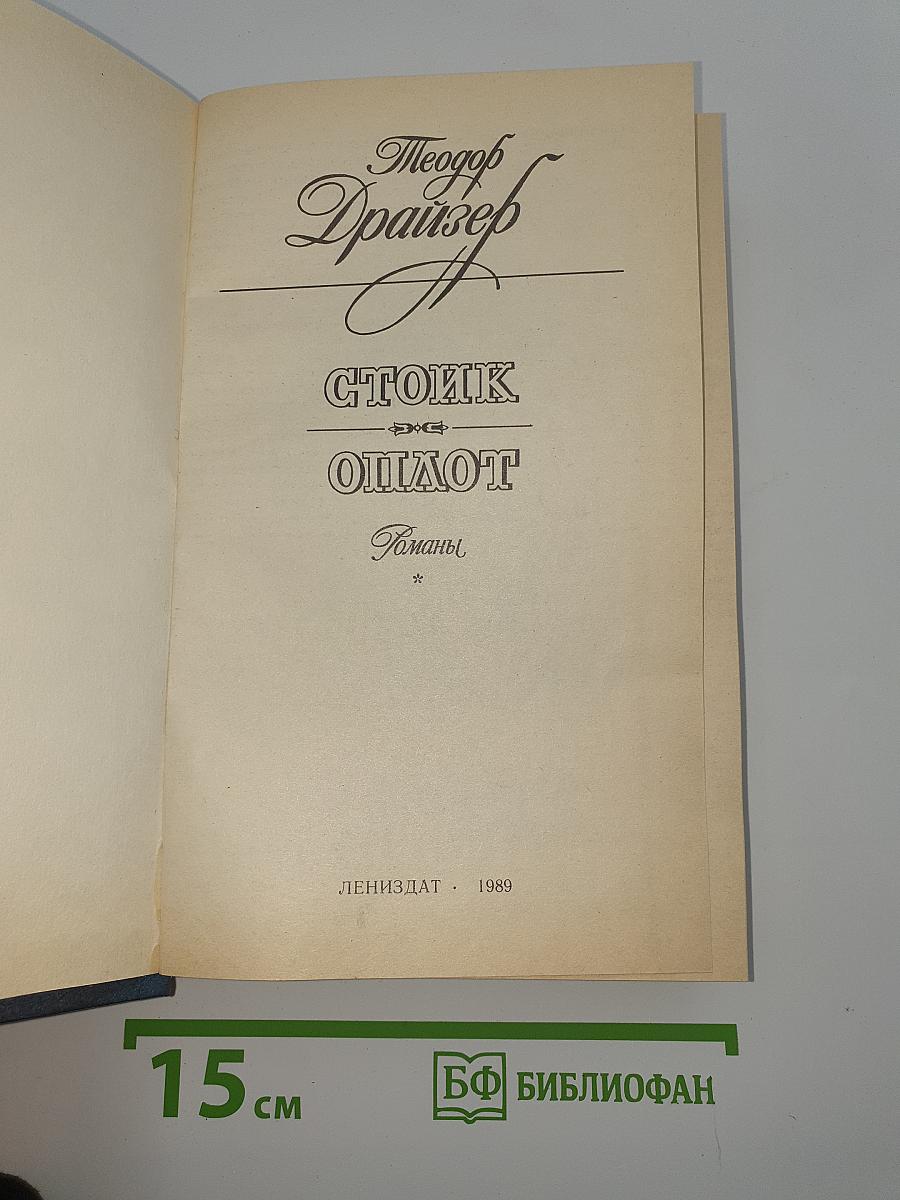 Теодор
Драйзер
СТОИК
ОПЛОТ
Романы
*
ЛЕНИЗДАТ · 1989
15 см
БФ БИБЛИОФАН